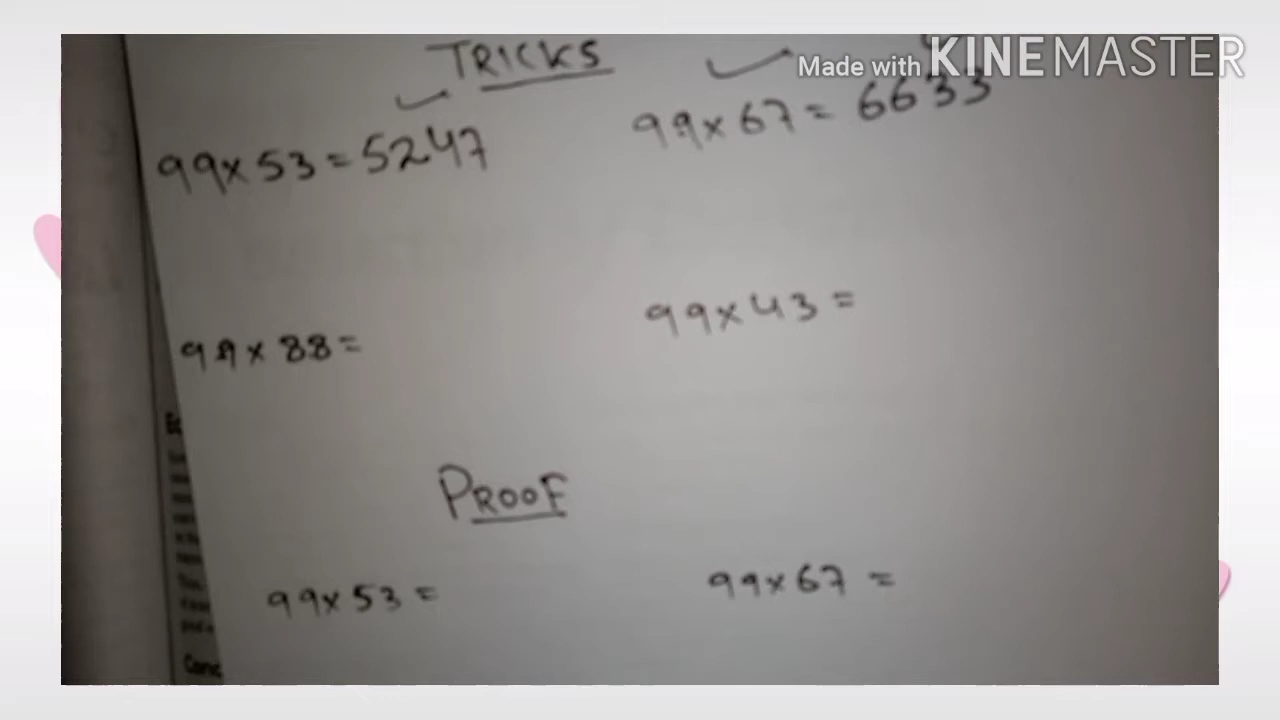 Made with KINEMASTER
TRICKS
99x53=5247
99x67=6633
99x88=
99x43=
PROOF
99x53=
99x67=